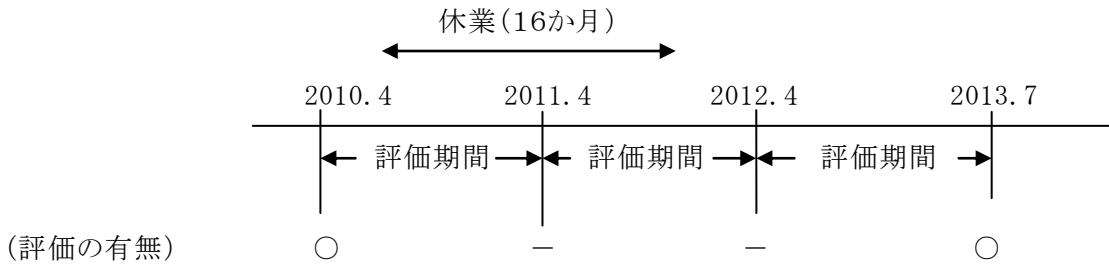 休業(16か月)
2010.4 2011.4 2012.4 2013.7
評価期間 評価期間 評価期間
(評価の有無) ○ － － ○